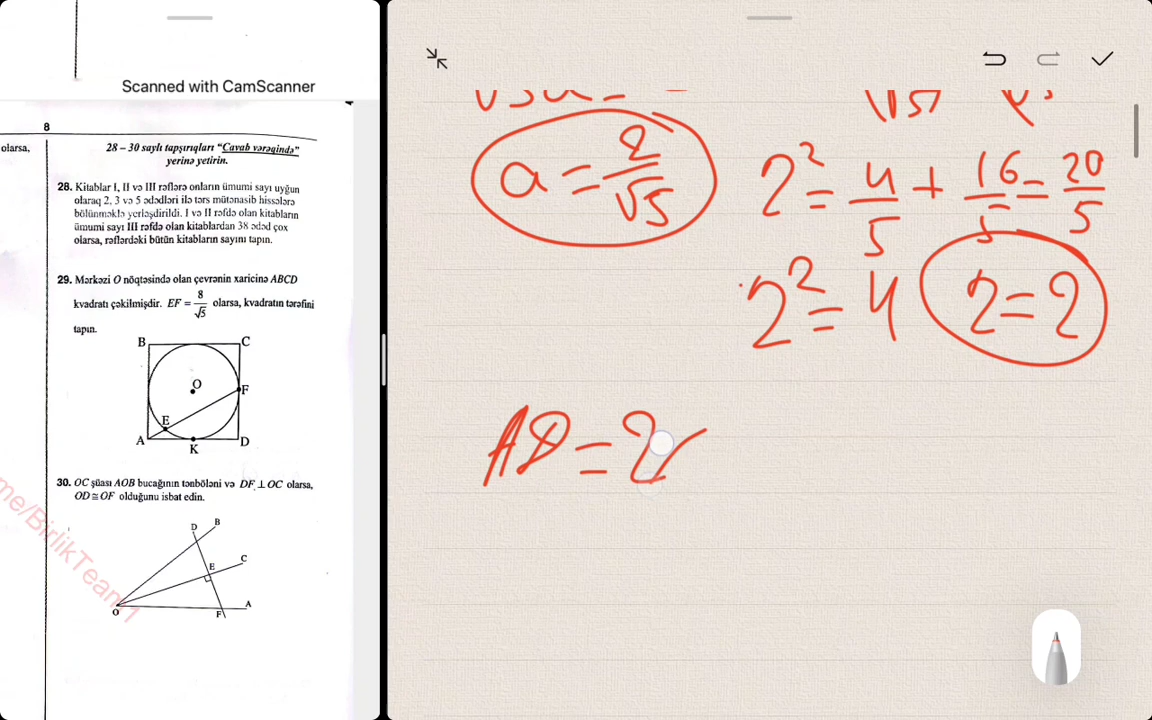 Scanned with CamScanner
8
olarsa,
28 – 30 saylı tapşırıqları “Cavab vərəqində”
yerinə yetirin.
28. Kitablar I, II və III rəflərə onların ümumi sayı uyğun
olaraq 2, 3 və 5 ədədləri ilə tərs mütənasib hissələrə
bölünməklə yerləşdirildi. I və II rəfdə olan kitabların
ümumi sayı III rəfdə olan kitablardan 38 ədəd çox
olarsa, rəflərdəki bütün kitabların sayını tapın.
29. Mərkəzi O nöqtəsində olan çevrənin xaricinə ABCD
kvadratı çəkilmişdir. EF = 8/√5 olarsa, kvadratın tərəfini
tapın.
B C
O
F
E
A D
K
30. OC şüası AOB bucağının tənböləni və DF ⊥ OC olarsa,
OD ≅ OF olduğunu isbat edin.
D B
C
E
A
O
F
me/BirlikTeam1
a = 2/√5
2² = 4/5 + 16/5 = 20/5
2² = 4
2 = 2
AD = 2r